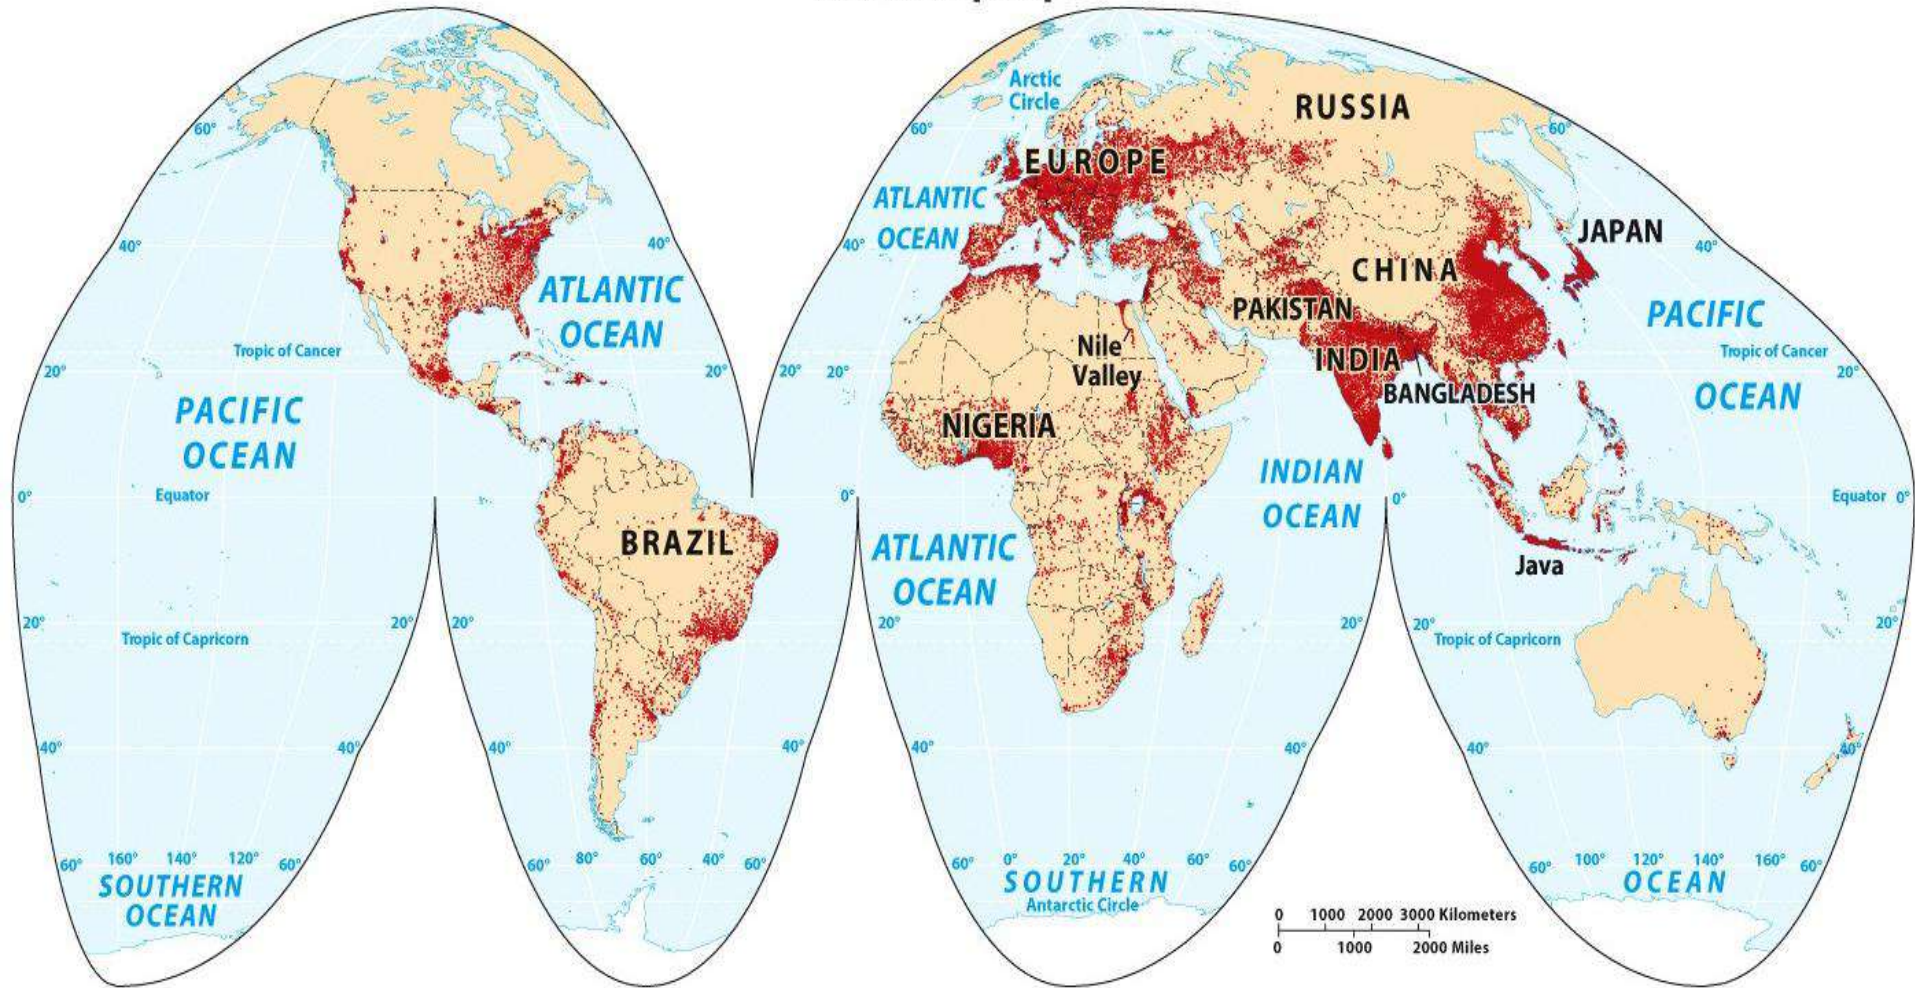 Arctic
Circle
RUSSIA
60°
60°
60°
EUROPE
ATLANTIC
OCEAN
JAPAN
40°
40°
40°
40°
CHINA
ATLANTIC
OCEAN
PAKISTAN
PACIFIC
Nile
Valley
Tropic of Cancer
Tropic of Cancer
INDIA
20°
20°
20°
20°
20°
BANGLADESH
OCEAN
PACIFIC
OCEAN
NIGERIA
INDIAN
OCEAN
0°
Equator
0°
0°
Equator
0°
BRAZIL
ATLANTIC
OCEAN
Java
20°
20°
20°
20°
20°
20°
20°
Tropic of Capricorn
Tropic of Capricorn
40°
40°
40°
40°
40°
40°
40°
40°
60°
160°
140°
120°
60°
60°
80°
60°
40°
60°
60°
0°
20°
40°
60°
60°
60°
100°
120°
140°
160°
60°
SOUTHERN
OCEAN
SOUTHERN
OCEAN
Antarctic Circle
0 1000 2000 3000 Kilometers
0 1000 2000 Miles